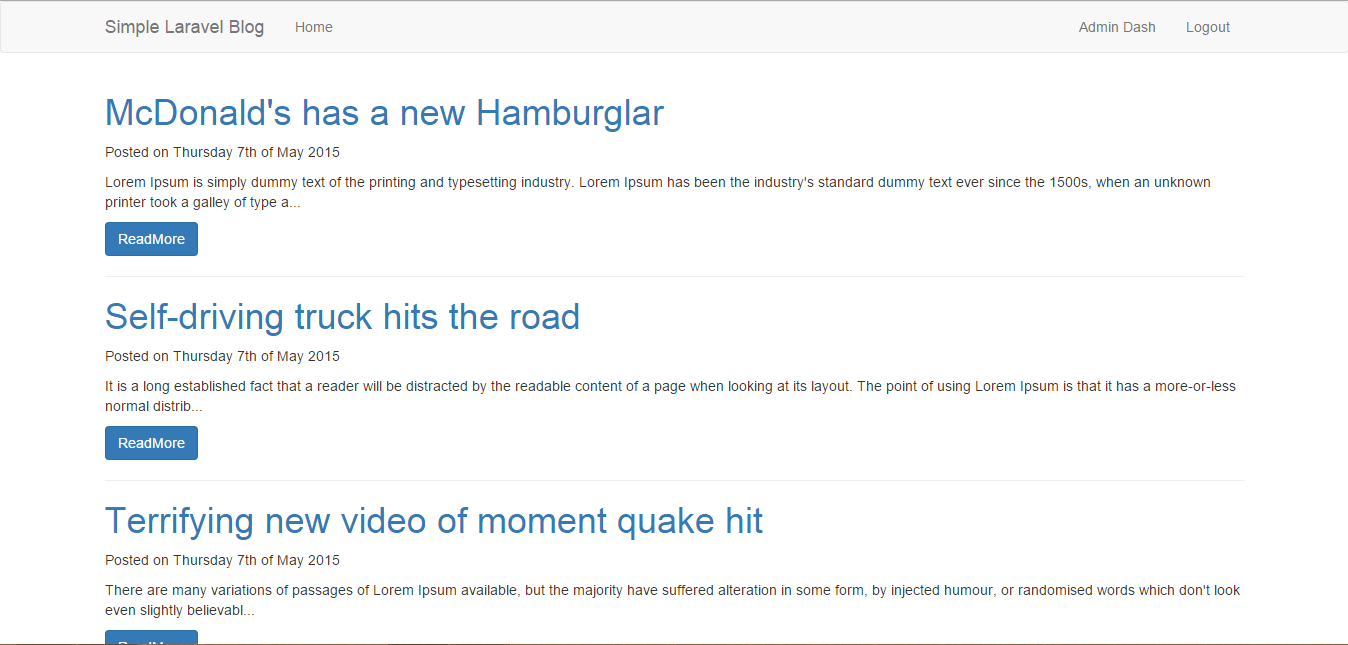 Simple Laravel Blog Home Admin Dash Logout
McDonald's has a new Hamburglar
Posted on Thursday 7th of May 2015
Lorem Ipsum is simply dummy text of the printing and typesetting industry. Lorem Ipsum has been the industry's standard dummy text ever since the 1500s, when an unknown
printer took a galley of type a...
ReadMore
Self-driving truck hits the road
Posted on Thursday 7th of May 2015
It is a long established fact that a reader will be distracted by the readable content of a page when looking at its layout. The point of using Lorem Ipsum is that it has a more-or-less
normal distrib...
ReadMore
Terrifying new video of moment quake hit
Posted on Thursday 7th of May 2015
There are many variations of passages of Lorem Ipsum available, but the majority have suffered alteration in some form, by injected humour, or randomised words which don't look
even slightly believabl...
ReadMore